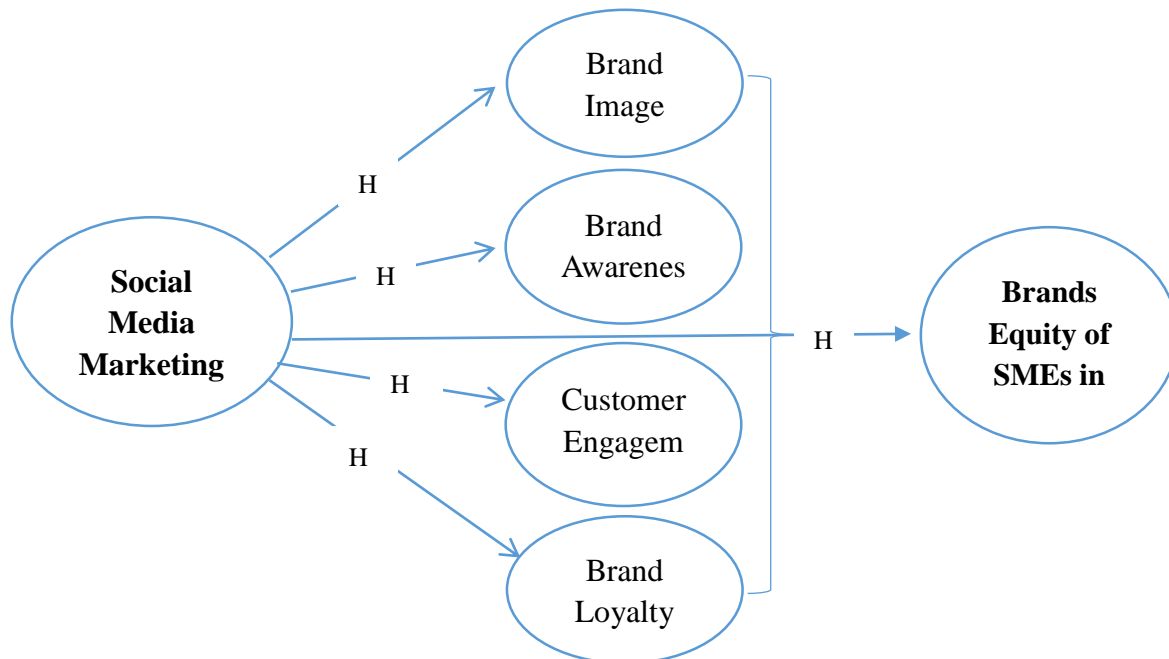 Brand
Image
H
Brand
Awarenes
H
Social
Media
Marketing
Brands
Equity of
SMEs in
H
H
Customer
Engagem
H
Brand
Loyalty